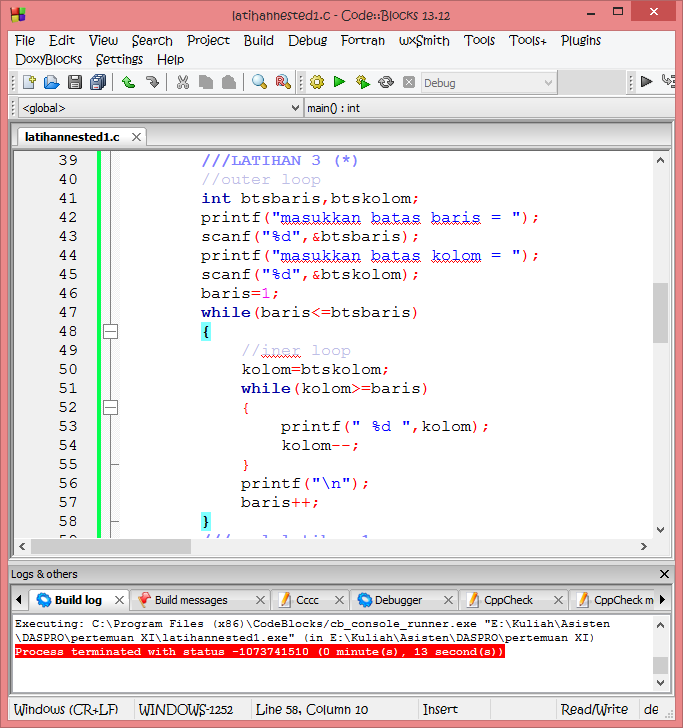 latihannested1.c - Code::Blocks 13.12
File Edit View Search Project Build Debug Fortran wxSmith Tools Tools+ Plugins
DoxyBlocks Settings Help
Debug
<global> main() : int
latihannested1.c
39 ///LATIHAN 3 (*)
40 //outer loop
41 int btsbaris,btskolom;
42 printf("masukkan batas baris = ");
43 scanf("%d",&btsbaris);
44 printf("masukkan batas kolom = ");
45 scanf("%d",&btskolom);
46 baris=1;
47 while(baris<=btsbaris)
48 {
49 //iner loop
50 kolom=btskolom;
51 while(kolom>=baris)
52 {
53 printf(" %d ",kolom);
54 kolom--;
55 }
56 printf("\n");
57 baris++;
58 }
Logs & others
Build log Build messages Cccc Debugger CppCheck CppCheck m
Executing: C:\Program Files (x86)\CodeBlocks/cb_console_runner.exe "E:\Kuliah\Asisten
\DASPRO\pertemuan XI\latihannested1.exe" (in E:\Kuliah\Asisten\DASPRO\pertemuan XI)
Process terminated with status -1073741510 (0 minute(s), 13 second(s))
Windows (CR+LF) WINDOWS-1252 Line 58, Column 10 Insert Read/Write de